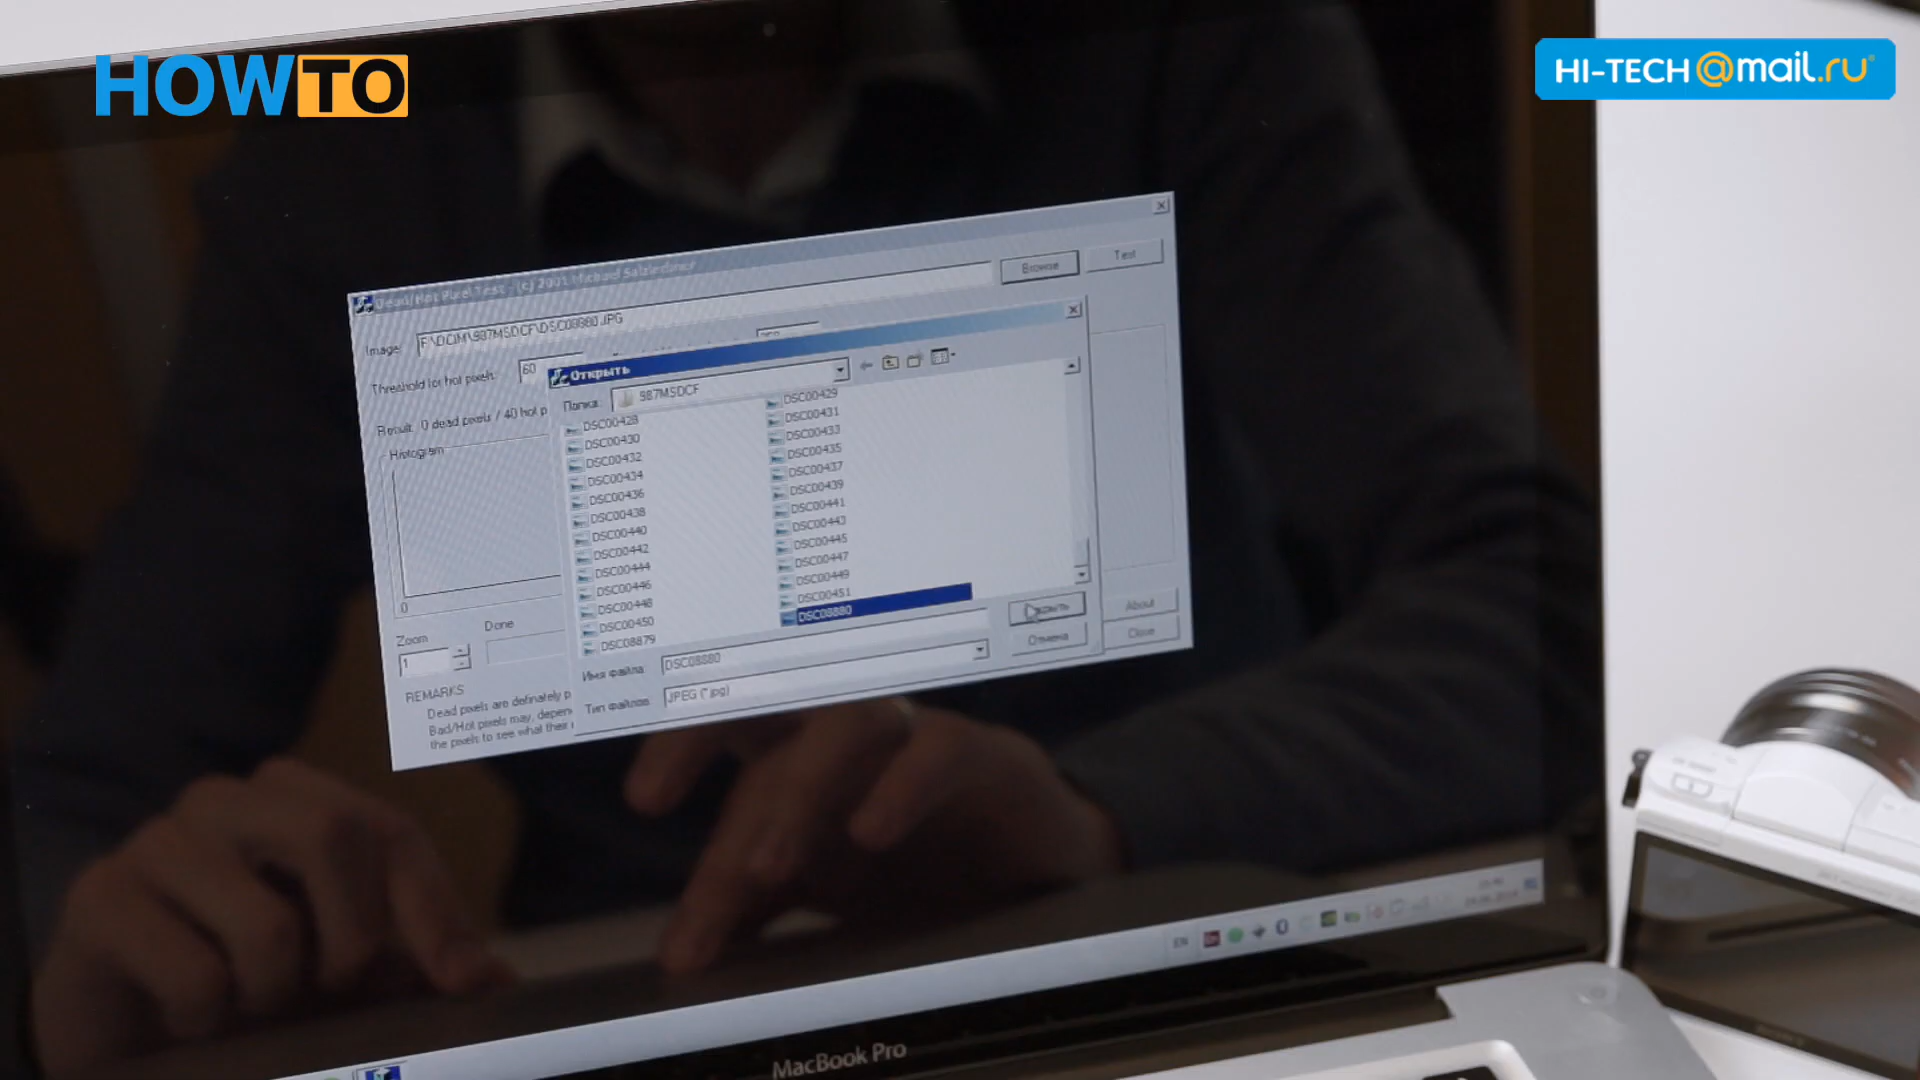 HOWTO
HI-TECH@mail.ru
Dead/Hot Pixel Test - (c) 2001 Michael
Image:
F:\DCIM\987MSDCF\DSC08880.JPG
Browse
Test
Threshold for hot pixels:
60
Result: 0 dead pixels / 40 hot p
Histogram
0
Zoom
1
Done
REMARKS
Dead pixels are definately p
Bad/Hot pixels may, depen
the pixels to see what their
Открыть
Папка:
987MSDCF
DSC00428
DSC00430
DSC00432
DSC00434
DSC00436
DSC00438
DSC00440
DSC00442
DSC00444
DSC00446
DSC00448
DSC00450
DSC08879
DSC00429
DSC00431
DSC00433
DSC00435
DSC00437
DSC00439
DSC00441
DSC00443
DSC00445
DSC00447
DSC00449
DSC00451
DSC08880
Имя файла:
DSC08880
Тип файлов:
JPEG (*.jpg)
Отмена
About
Close
EN
MacBook Pro